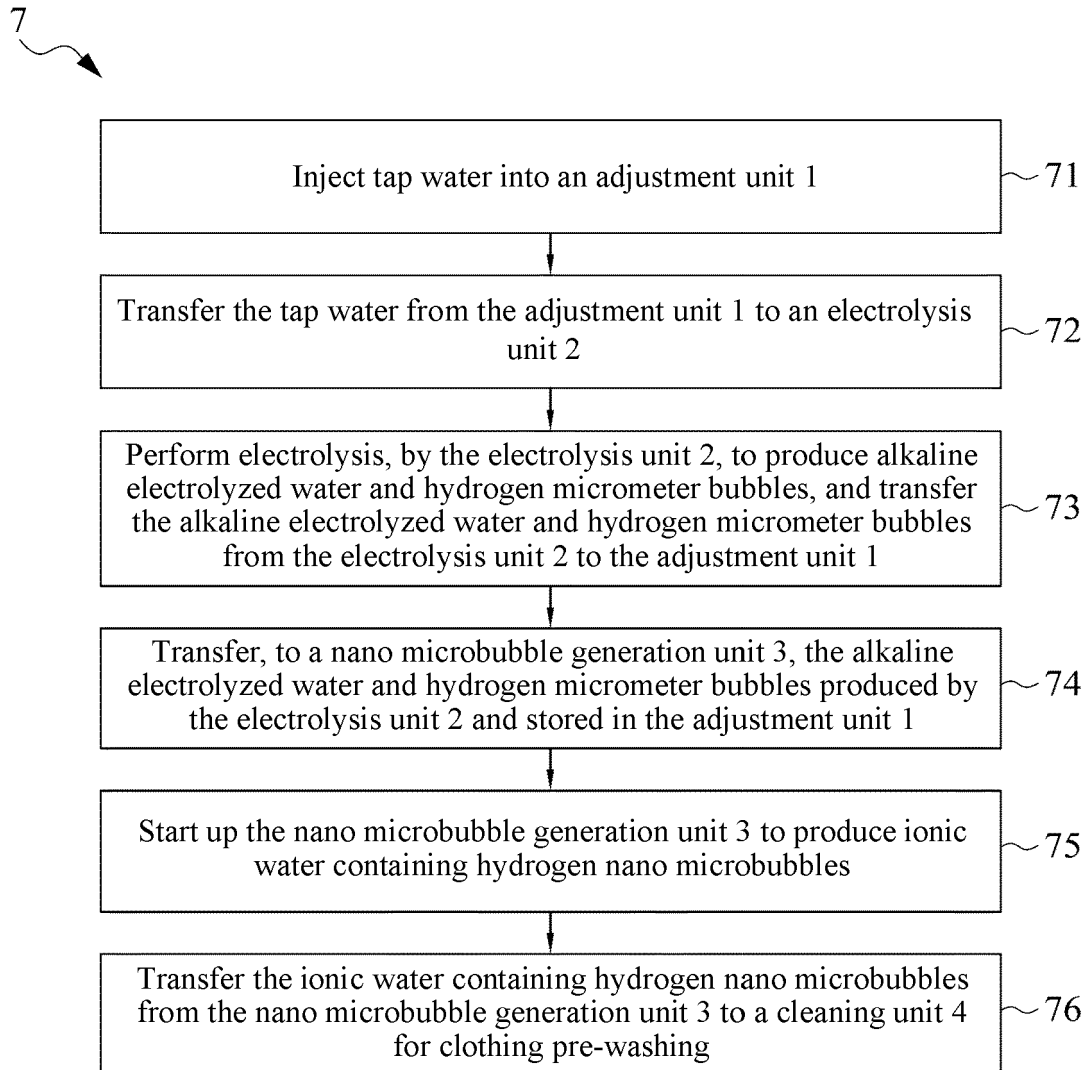 7
Inject tap water into an adjustment unit 1
71
Transfer the tap water from the adjustment unit 1 to an electrolysis
unit 2
72
Perform electrolysis, by the electrolysis unit 2, to produce alkaline
electrolyzed water and hydrogen micrometer bubbles, and transfer
the alkaline electrolyzed water and hydrogen micrometer bubbles
from the electrolysis unit 2 to the adjustment unit 1
73
Transfer, to a nano microbubble generation unit 3, the alkaline
electrolyzed water and hydrogen micrometer bubbles produced by
the electrolysis unit 2 and stored in the adjustment unit 1
74
Start up the nano microbubble generation unit 3 to produce ionic
water containing hydrogen nano microbubbles
75
Transfer the ionic water containing hydrogen nano microbubbles
from the nano microbubble generation unit 3 to a cleaning unit 4
for clothing pre-washing
76